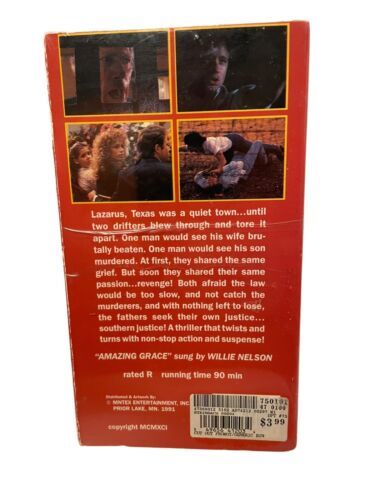 Lazarus, Texas was a quiet town...until
two drifters blew through and tore it
apart. One man would see his wife bru-
tally beaten. One would see his son
murdered. At first, they shared the same
grief. But soon they shared their same
passion...revenge! Both afraid the law
would be too slow, and not catch the
murderers, and with nothing left to lose,
the fathers seek their own justice...
southern justice! A thriller that twists and
turns with non-stop action and suspense!
"AMAZING GRACE" sung by WILLIE NELSON
rated R running time 90 min
Distributed & Artwork By:
MNTEX ENTERTAINMENT, INC
PRIOR LAKE, MN. 1991
copyright MCMXCI
750101
47 0100
$3.99